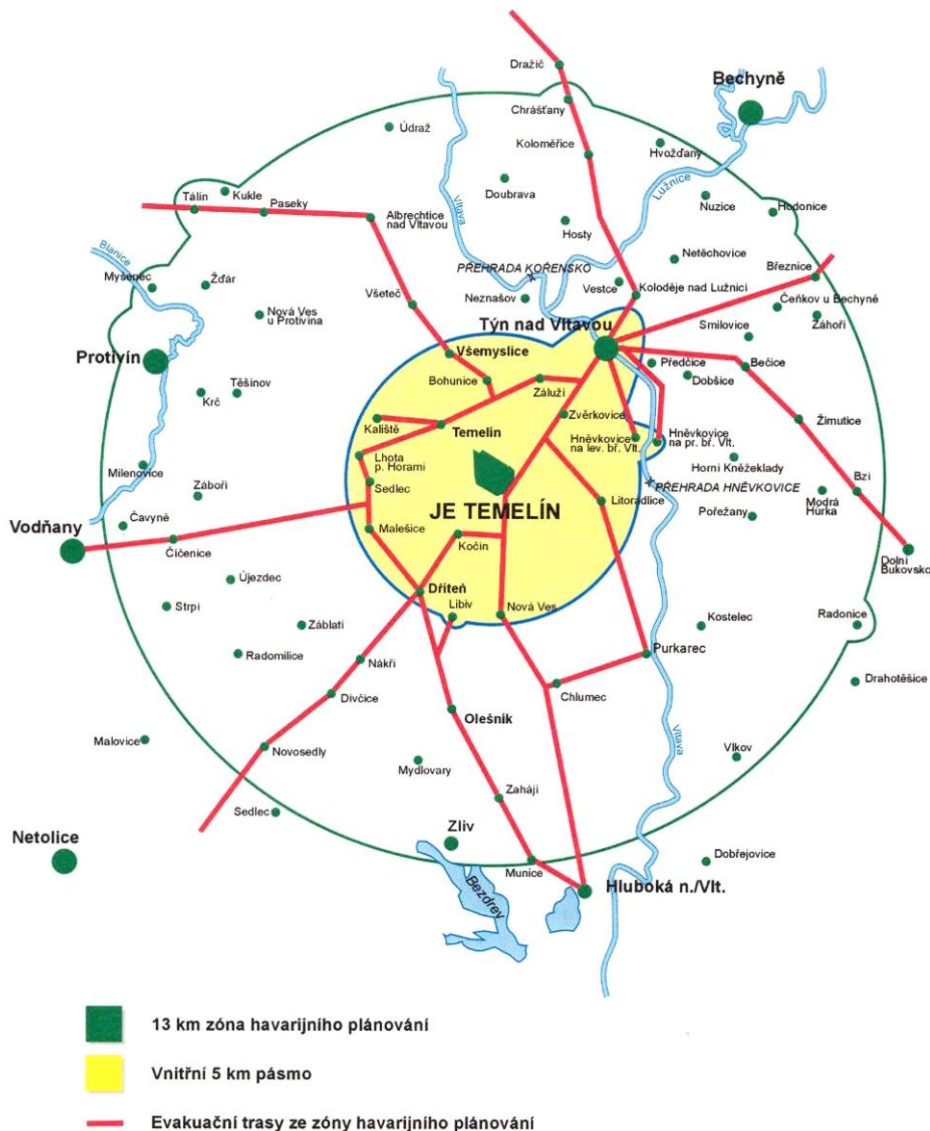 Dražíč
Bechyně
Chrášťany
Údraž
Koloměřice
Hvožďany
Doubrava
Lužnice
Kukle
Tálín
Paseky
Vltava
Nuzice
Hodonice
Albrechtice
nad Vltavou
Hosty
Blanice
Netěchovice
PŘEHRADA KOŘENSKO
Březnice
Myšenec
Žďár
Všeteč
Neznašov
Vestce
Koloděje nad Lužnicí
Čeňkov u Bechyně
Nová Ves
u Protivína
Týn nad Vltavou
Smilovice
Záhoří
Protivín
Všemyslice
Předčice
Bečice
Bohunice
Dobšice
Krč
Těšínov
Záluží
Kaliště
Temelín
Zvěrkovice
Žimutice
Hněvkovice
na lev. bř. Vlt.
Hněvkovice
na pr. bř. Vlt.
Lhota
p. Horami
Milenovice
Horní Kněžeklady
Sedlec
PŘEHRADA HNĚVKOVICE
Bzí
Záboří
JE TEMELÍN
Litoradlice
Modrá
Hůrka
Vodňany
Čavyně
Malešice
Pořežany
Číčenice
Kočín
Dolní
Bukovsko
Újezdec
Dříteň
Strpí
Libív
Nová Ves
Kostelec
Radonice
Záblatí
Radomilice
Nákří
Purkarec
Chlumec
Drahotěšice
Dívčice
Olešník
Malovice
Novosedly
Vltava
Vlkov
Mydlovary
Zahájí
Sedlec
Netolice
Zliv
Munice
Dobřejovice
Bezdrev
Hluboká n./Vlt.
13 km zóna havarijního plánování
Vnitřní 5 km pásmo
Evakuační trasy ze zóny havarijního plánování